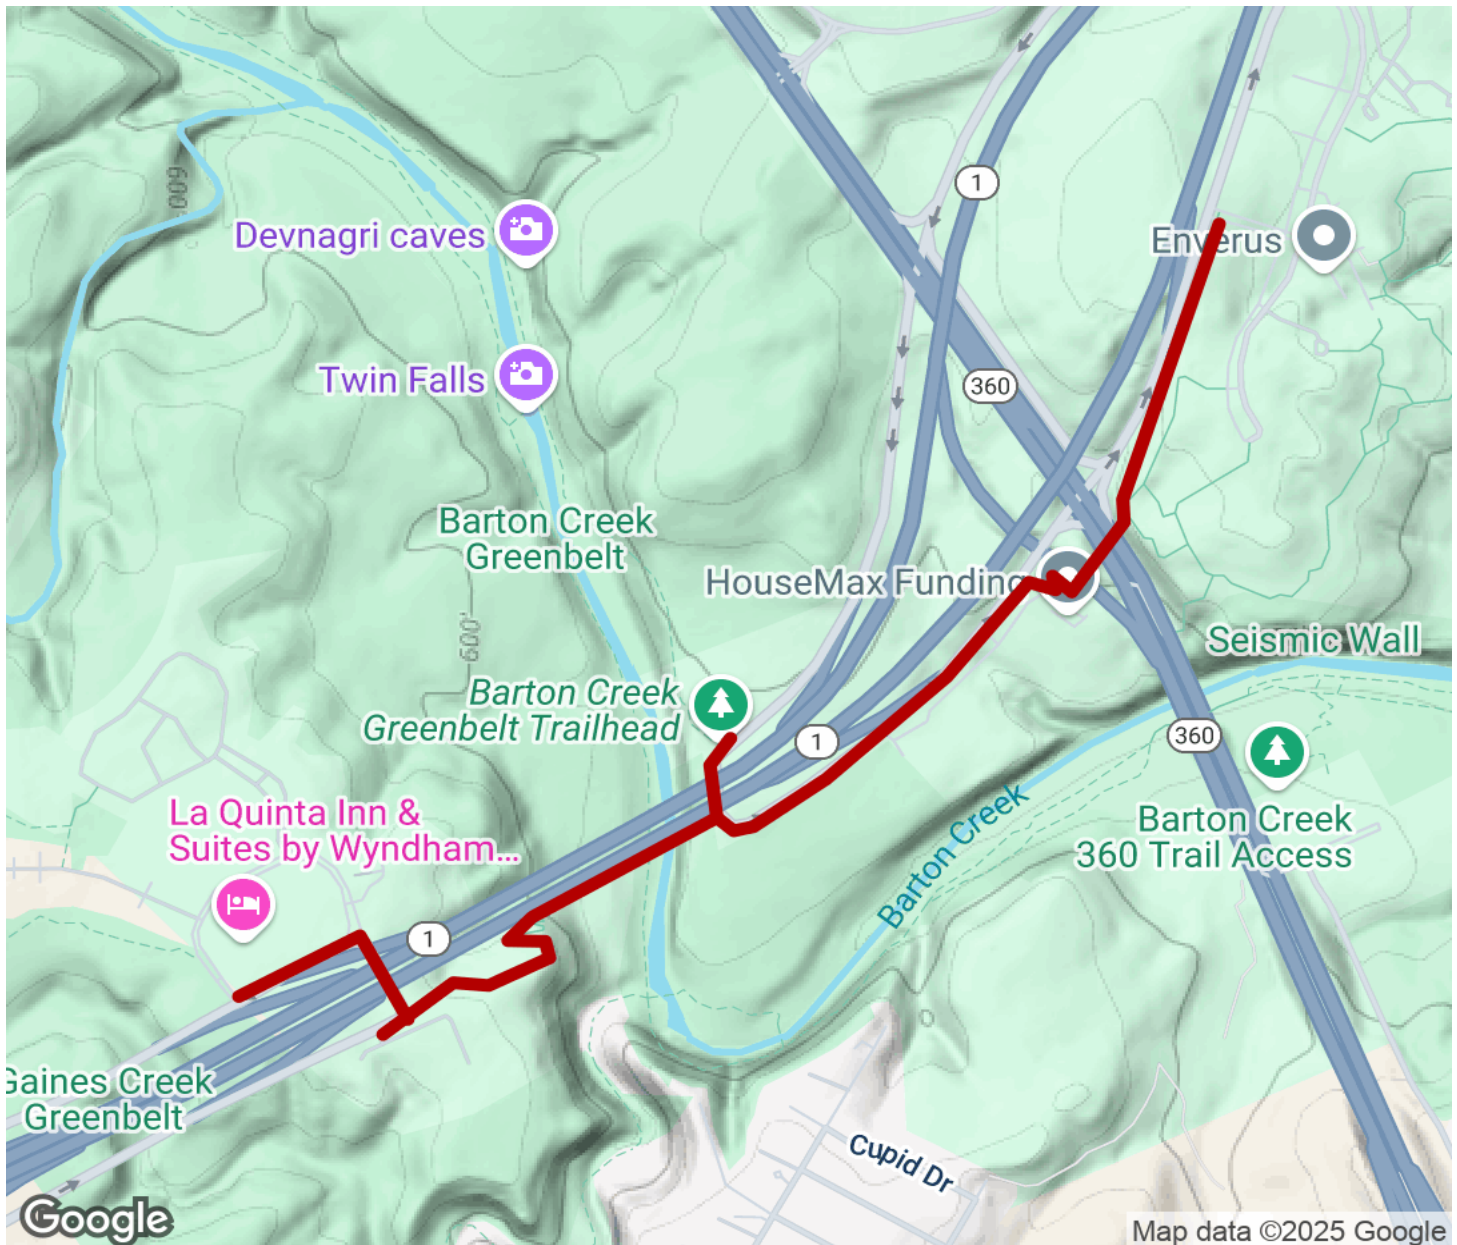 1
600'
Devnagri caves
Enverus
Twin Falls
360
Barton Creek
Greenbelt
HouseMax Funding
600'
Seismic Wall
Barton Creek
Greenbelt Trailhead
1
360
La Quinta Inn &
Suites by Wyndham...
Barton Creek
Barton Creek
360 Trail Access
1
Gaines Creek
Greenbelt
Cupid Dr
Google
Map data ©2025 Google